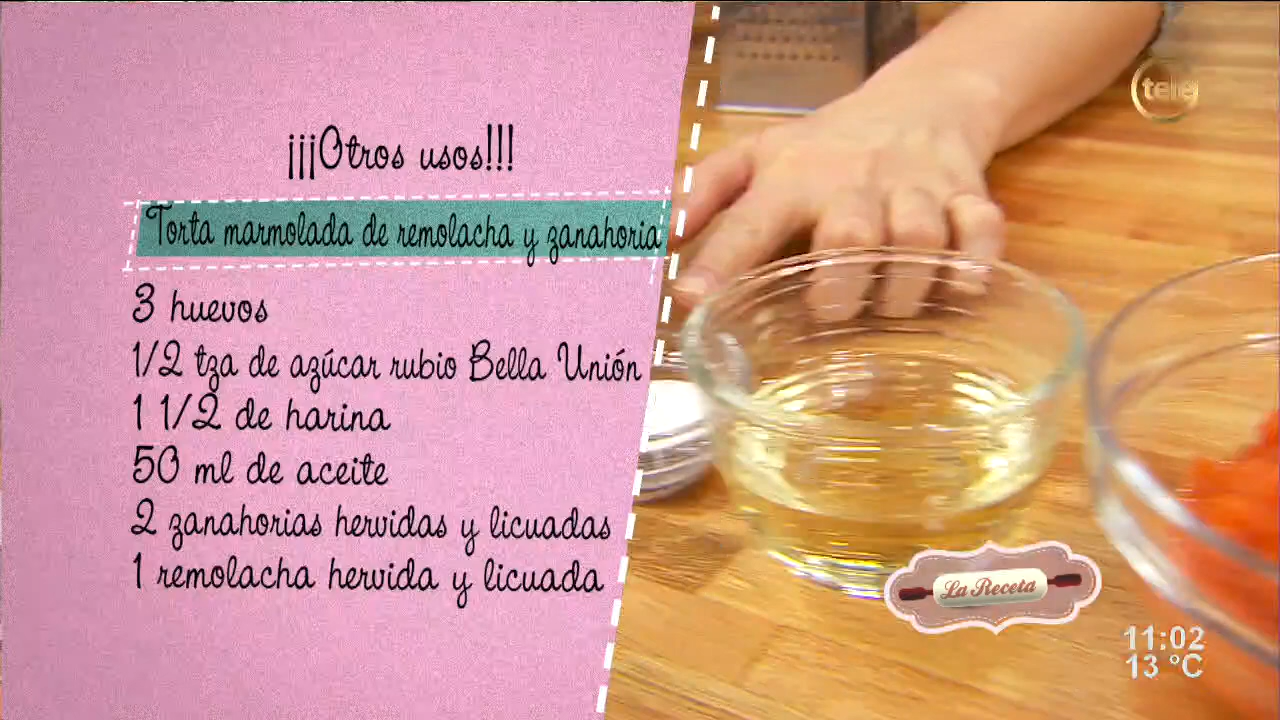 ¡¡¡Otros usos!!!
Torta marmolada de remolacha y zanahoria
3 huevos
1/2 tza de azúcar rubio Bella Unión
1 1/2 de harina
50 ml de aceite
2 zanahorias hervidas y licuadas
1 remolacha hervida y licuada
tele
La Receta
11:02
13 °C